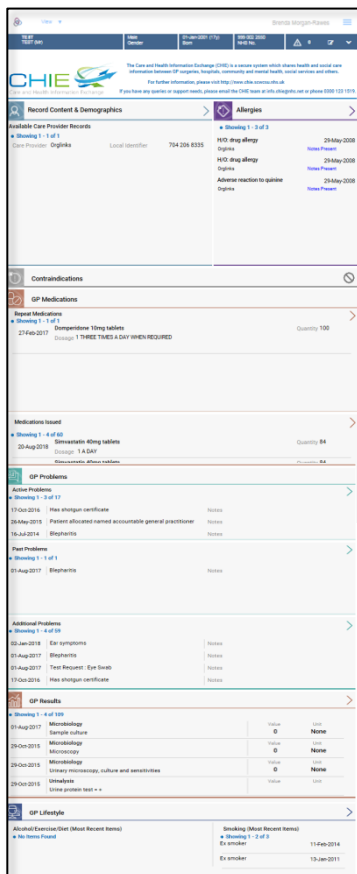 View
Brenda Morgan-Rawes
TEST
TEST (Mr)
Male
Gender
01-Jan-2001 (17y)
Born
NHS No.
The Care and Health Information Exchange (CHIE) is a secure system which shares health and social care
information between GP surgeries, hospitals, community and mental health, social services and others.
CHIE
Care and Health Information Exchange
For further information, please visit http://www.chie.scwcsu.nhs.uk
If you have any queries or support needs, please email the CHIE team at info.chie@nhs.net or phone 0300 123 1519.
Record Content & Demographics
Allergies
Available Care Provider Records
Showing 1 - 1 of 1
Care Provider Orglinks Local Identifier 754 206 8335
Showing 1 - 3 of 3
H/O: drug allergy 29-May-2008
Orglinks Notes Present
H/O: drug allergy 29-May-2008
Orglinks Notes Present
Adverse reaction to quinine 29-May-2008
Orglinks Notes Present
Contraindications
GP Medications
Repeat Medications
Showing 1 - 1 of 1
27-Feb-2017 Domperidone 10mg tablets Quantity 100
Dosage 1 THREE TIMES A DAY WHEN REQUIRED
Medications Issued
Showing 1 - 4 of 60
20-Aug-2018 Simvastatin 40mg tablets Quantity 84
Dosage 1 A DAY
Simvastatin 40mg tablets Quantity 84
GP Problems
Active Problems
Showing 1 - 3 of 17
17-Oct-2016 Has shotgun certificate Notes
26-May-2015 Patient allocated named accountable general practitioner Notes
16-Jul-2014 Blepharitis Notes
Past Problems
Showing 1 - 1 of 1
01-Aug-2017 Blepharitis Notes
Additional Problems
Showing 1 - 4 of 59
02-Jan-2018 Ear symptoms Notes
01-Aug-2017 Blepharitis Notes
01-Aug-2017 Test Request : Eye Swab Notes
17-Oct-2016 Has shotgun certificate Notes
GP Results
Showing 1 - 4 of 189
01-Aug-2017 Microbiology Value Unit
Sample culture 0 None
29-Oct-2015 Microbiology Value Unit
Microscopy 0 None
29-Oct-2015 Microbiology Value Unit
Urinary microscopy, culture and sensitivities 0 None
29-Oct-2015 Urinalysis Value Unit
Urine protein test = +
GP Lifestyle
Alcohol/Exercise/Diet (Most Recent Items)
No Items Found
Smoking (Most Recent Items)
Showing 1 - 2 of 3
Ex smoker 11-Feb-2014
Ex smoker 13-Jan-2011